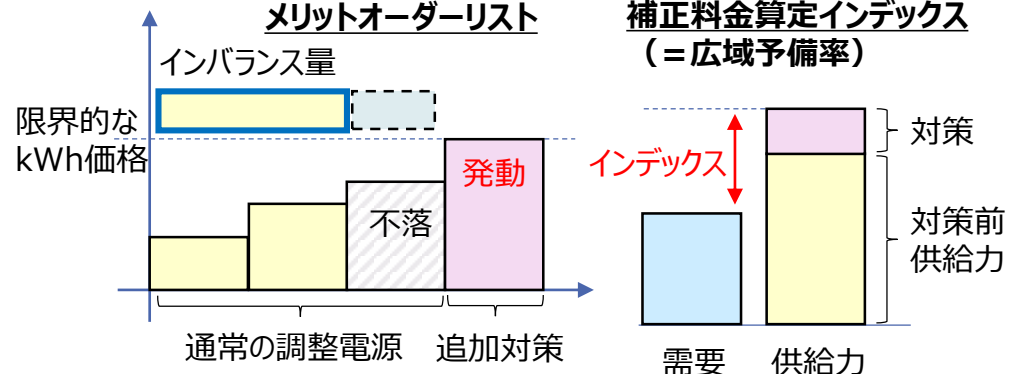 メリットオーダーリスト
インバランス量
限界的な
kWh価格
発動
不落
通常の調整電源
追加対策
補正料金算定インデックス
（=広域予備率）
インデックス
対策
対策前
供給力
需要
供給力